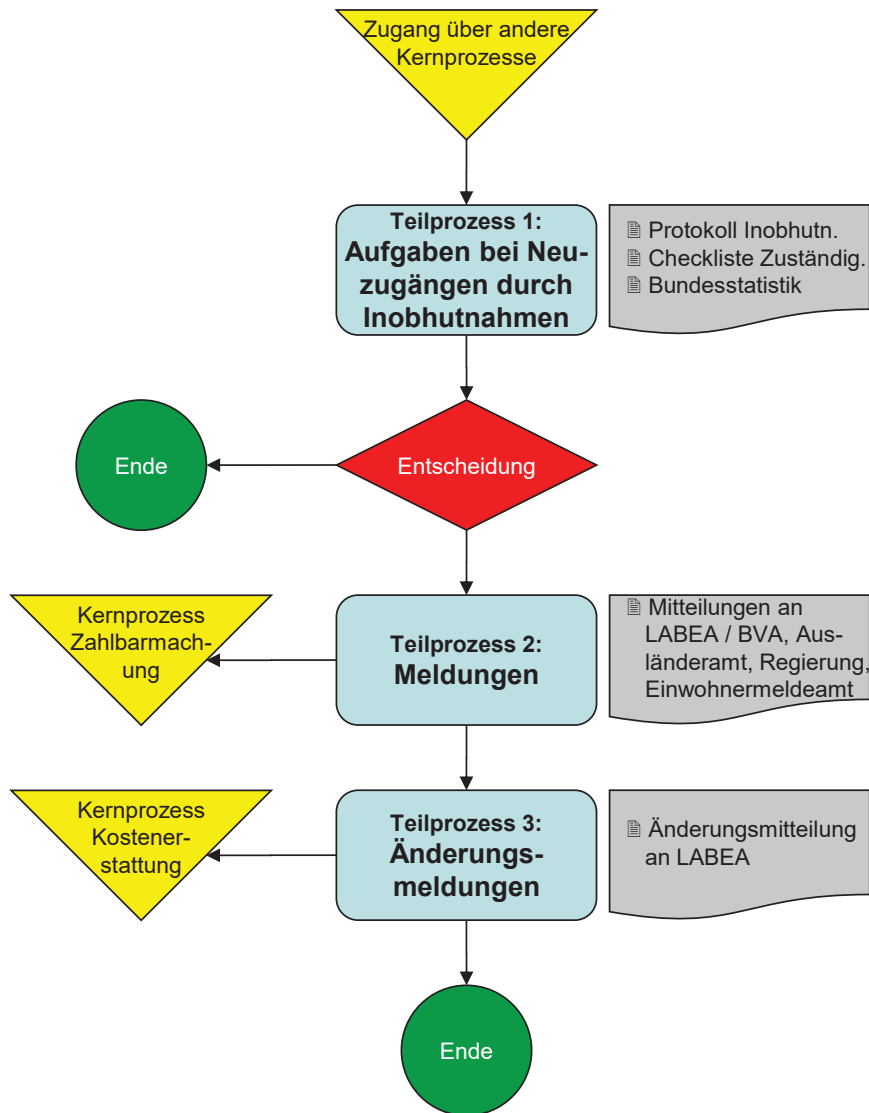 Zugang über andere
Kernprozesse
Teilprozess 1:
Aufgaben bei Neu-
zugängen durch
Inobhutnahmen
Protokoll Inobhutn.
Checkliste Zuständig.
Bundesstatistik
Ende
Entscheidung
Kernprozess
Zahlbarmach-
ung
Teilprozess 2:
Meldungen
Mitteilungen an
LABEA / BVA, Aus-
länderamt, Regierung,
Einwohnermeldeamt
Kernprozess
Kostener-
stattung
Teilprozess 3:
Änderungs-
meldungen
Änderungsmitteilung
an LABEA
Ende